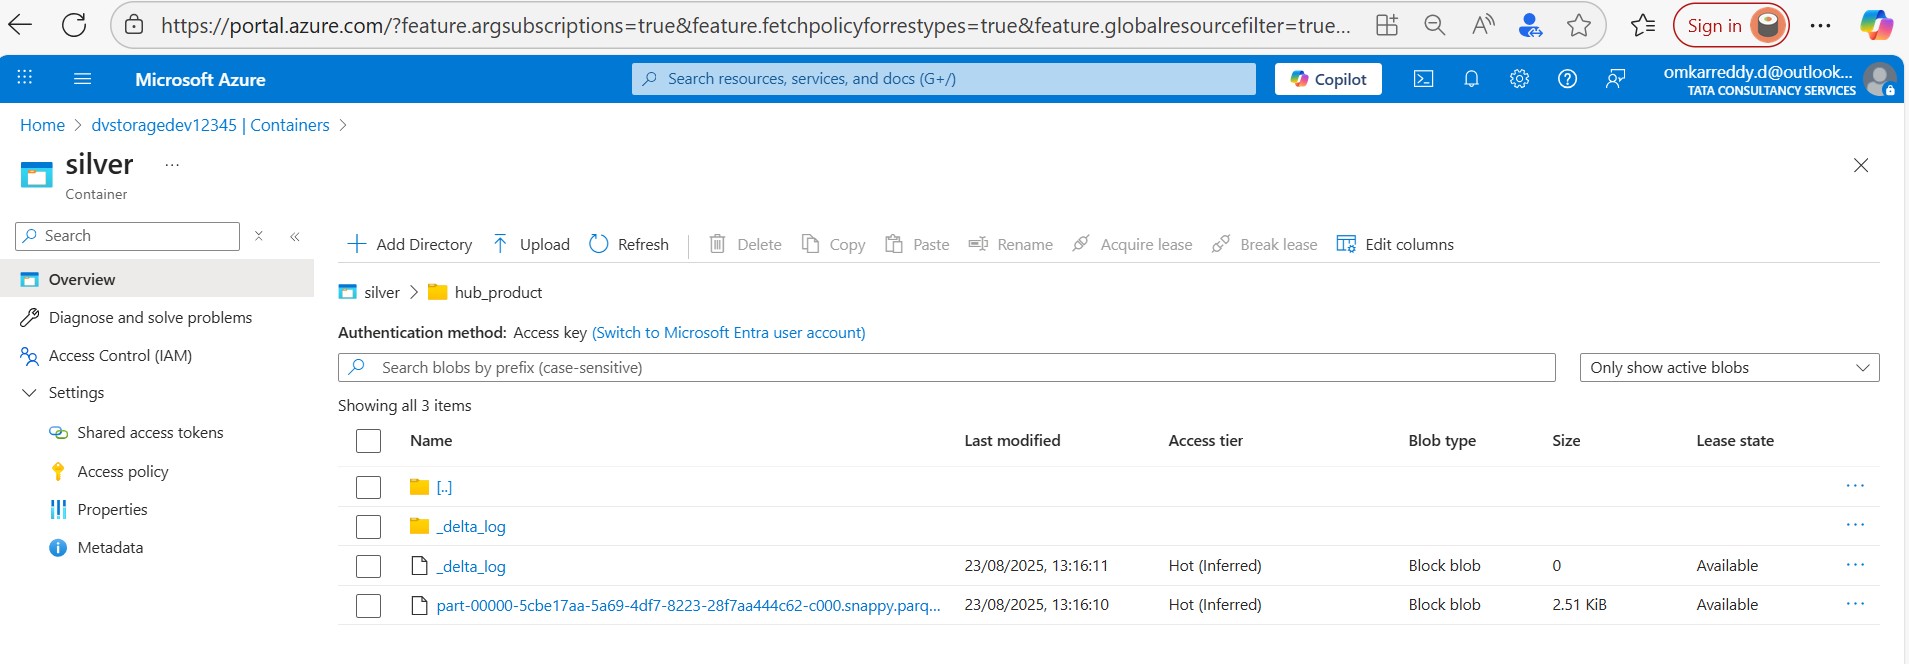 https://portal.azure.com/?feature.argsubscriptions=true&feature.fetchpolicyforrestypes=true&feature.globalresourcefilter=true... Sign in
Microsoft Azure Search resources, services, and docs (G+/) Copilot omkarreddy.d@outlook...
TATA CONSULTANCY SERVICES
Home > dvstoragedev12345 | Containers >
silver ...
Container
Search
Add Directory Upload Refresh Delete Copy Paste Rename Acquire lease Break lease Edit columns
Overview
Diagnose and solve problems
Access Control (IAM)
Settings
Shared access tokens
Access policy
Properties
Metadata
silver > hub_product
Authentication method: Access key (Switch to Microsoft Entra user account)
Search blobs by prefix (case-sensitive) Only show active blobs
Showing all 3 items
Name Last modified Access tier Blob type Size Lease state
[..]
_delta_log
_delta_log 23/08/2025, 13:16:11 Hot (Inferred) Block blob 0 Available
part-00000-5cbe17aa-5a69-4df7-8223-28f7aa444c62-c000.snappy.parq... 23/08/2025, 13:16:10 Hot (Inferred) Block blob 2.51 KiB Available